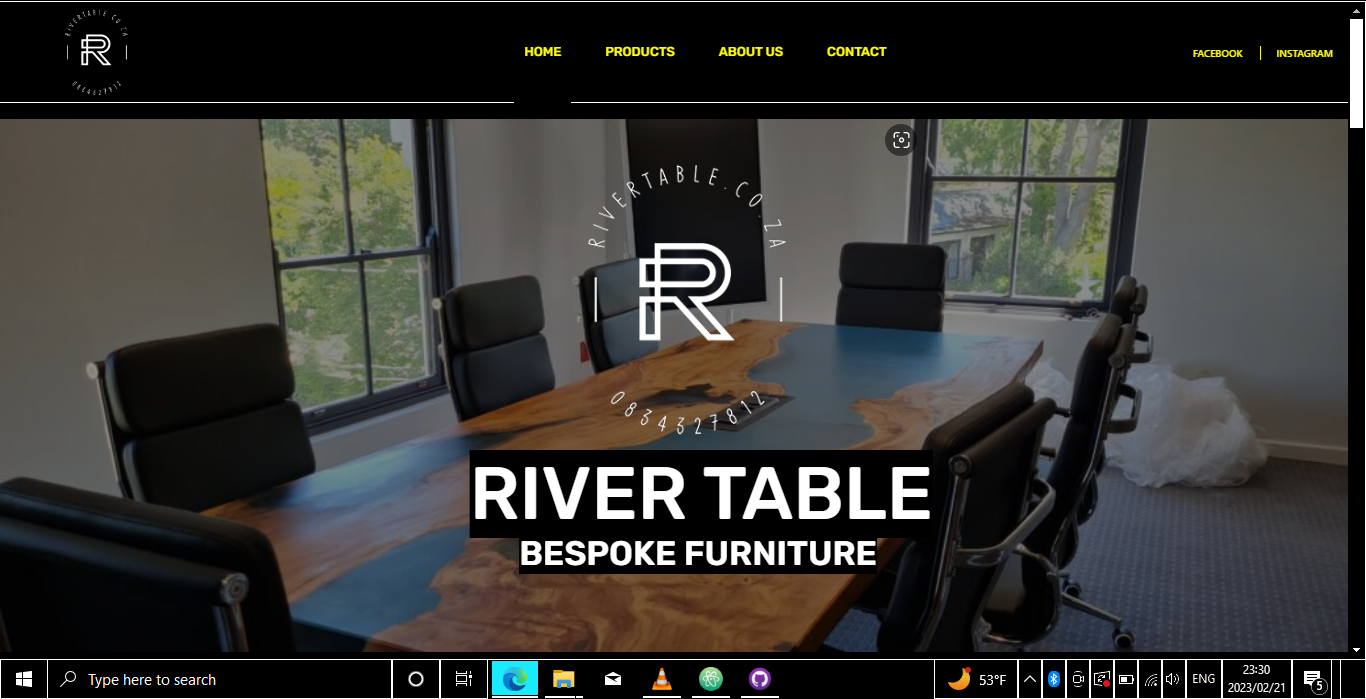 RIVERTABLE.CO.ZA
R
0834327812
HOME PRODUCTS ABOUT US CONTACT
FACEBOOK | INSTAGRAM
RIVERTABLE.CO.ZA
R
0834327812
RIVER TABLE
BESPOKE FURNITURE
Type here to search
53°F
ENG
23:30
2023/02/21
5